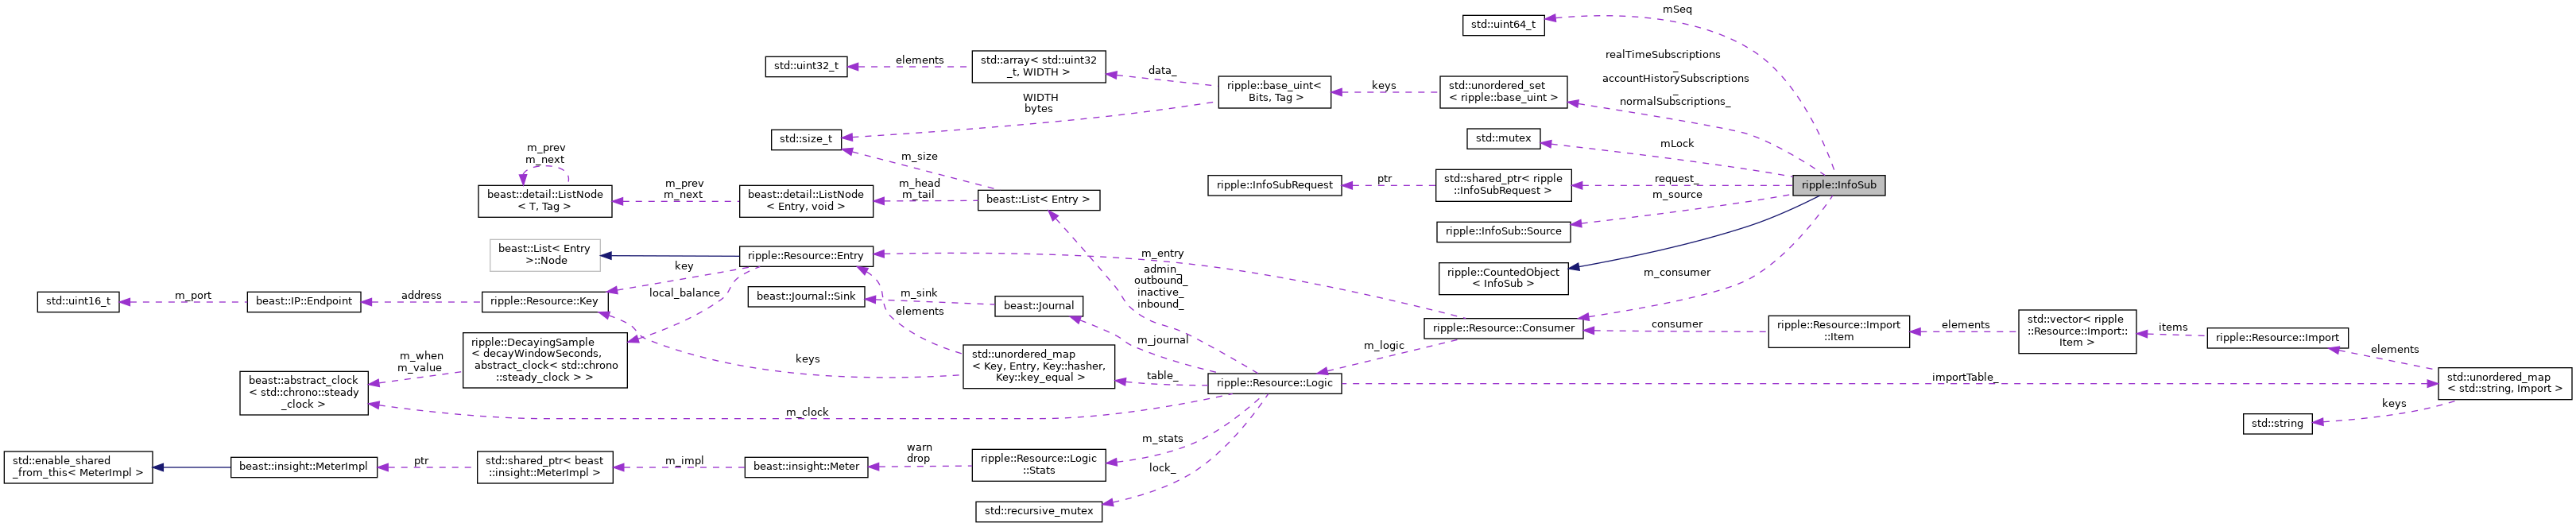 mSeq
std::uint64_t
realTimeSubscriptions
_
accountHistorySubscriptions
_
normalSubscriptions_
std::uint32_t
elements
std::array< std::uint32
_t, WIDTH >
data_
ripple::base_uint<
Bits, Tag >
keys
std::unordered_set
< ripple::base_uint >
WIDTH
bytes
std::size_t
std::mutex
mLock
m_size
m_prev
m_next
beast::detail::ListNode
< T, Tag >
m_prev
m_next
beast::detail::ListNode
< Entry, void >
m_head
m_tail
beast::List< Entry >
ripple::InfoSubRequest
ptr
std::shared_ptr< ripple
::InfoSubRequest >
request_
ripple::InfoSub
m_source
ripple::InfoSub::Source
beast::List< Entry
>::Node
ripple::Resource::Entry
m_entry
admin_
outbound_
inactive_
inbound_
ripple::CountedObject
< InfoSub >
m_consumer
key
local_balance
std::uint16_t
m_port
beast::IP::Endpoint
address
ripple::Resource::Key
beast::Journal::Sink
m_sink
beast::Journal
elements
m_journal
ripple::Resource::Consumer
consumer
ripple::Resource::Import
::Item
elements
std::vector< ripple
::Resource::Import::
Item >
items
ripple::Resource::Import
elements
m_logic
ripple::DecayingSample
< decayWindowSeconds,
abstract_clock< std::chrono
::steady_clock > >
m_when
m_value
beast::abstract_clock
< std::chrono::steady
_clock >
keys
std::unordered_map
< Key, Entry, Key::hasher,
Key::key_equal >
table_
ripple::Resource::Logic
importTable_
std::unordered_map
< std::string, Import >
keys
std::string
m_clock
m_stats
lock_
std::enable_shared
_from_this< MeterImpl >
beast::insight::MeterImpl
ptr
std::shared_ptr< beast
::insight::MeterImpl >
m_impl
beast::insight::Meter
warn
drop
ripple::Resource::Logic
::Stats
std::recursive_mutex